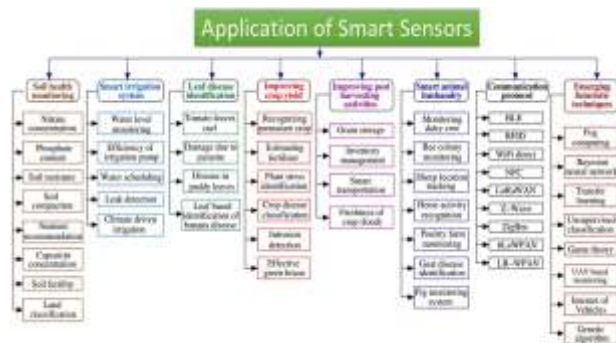 Application of Smart Sensors
Soil health
monitoring
Smart irrigation
system
Leaf disease
identification
Improving
crop yield
Improving post
harvesting
activities
Smart animal
husbandry
Communication
protocol
Emerging
futuristic
techniques
Nitrate
concentration
Phosphate
content
Soil moisture
Soil
compaction
Nutrient
recommendation
Capsaicin
concentration
Soil fertility
Land
classification
Water level
monitoring
Efficiency of
irrigation pump
Water scheduling
Leak detection
Climate driven
irrigation
Tomato leaves
curl
Damage due to
parasite
Disease in
paddy leaves
Leaf based
identification of
human disease
Recognizing
premature crop
Estimating
fertilizer
Plant stress
identification
Crop disease
classification
Intrusion
detection
Effective
green house
Grain storage
Inventory
management
Smart
transportation
Freshness of
crop (food)
Monitoring
dairy cow
Bee colony
monitoring
Sheep location
tracking
Horse activity
recognition
Poultry farm
monitoring
Goat disease
identification
Pig monitoring
system
BLE
RFID
WiFi direct
NFC
LoRaWAN
Z-Wave
ZigBee
6LoWPAN
LR-WPAN
Fog
computing
Bayesian
neural network
Transfer
learning
Unsupervised
classification
Game theory
UAV based
monitoring
Internet of
Vehicles
Genetic
algorithm